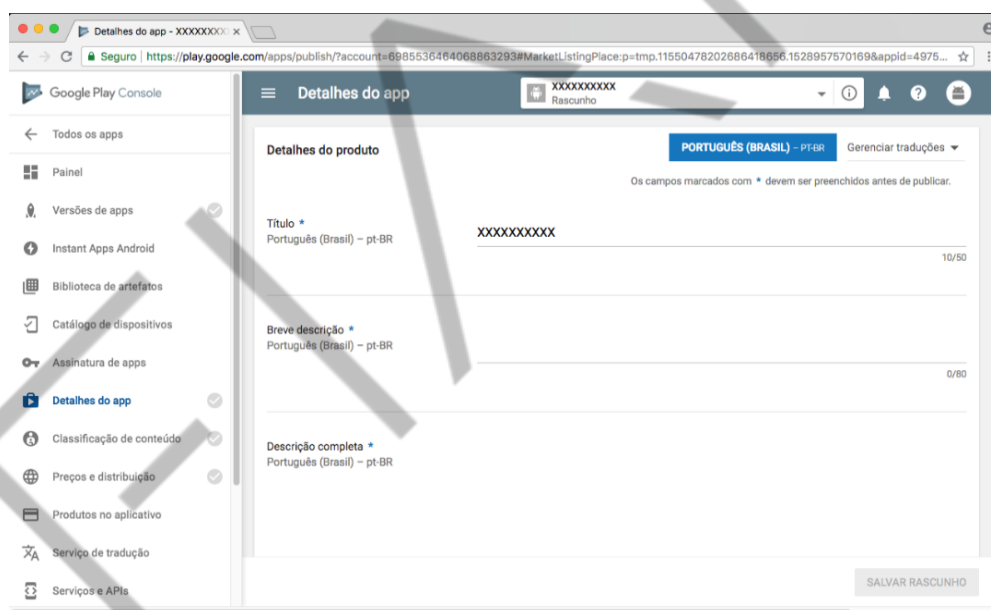 Detalhes do app - XXXXXXXX
Seguro | https://play.google.com/apps/publish/?account=6985536464068863293#MarketListingPlace:p=tmp.11550478202686418656.1528957570169&appid=4975...
Google Play Console
Detalhes do app
XXXXXXXXXX
Rascunho
Todos os apps
Detalhes do produto
PORTUGUÊS (BRASIL) – PT-BR
Gerenciar traduções
Painel
Os campos marcados com * devem ser preenchidos antes de publicar.
Versões de apps
Título *
Português (Brasil) – pt-BR
XXXXXXXXXX
10/50
Instant Apps Android
Biblioteca de artefatos
Catálogo de dispositivos
Breve descrição *
Português (Brasil) – pt-BR
0/80
Assinatura de apps
Detalhes do app
Classificação de conteúdo
Descrição completa *
Português (Brasil) – pt-BR
Preços e distribuição
Produtos no aplicativo
Serviço de tradução
Serviços e APIs
SALVAR RASCUNHO